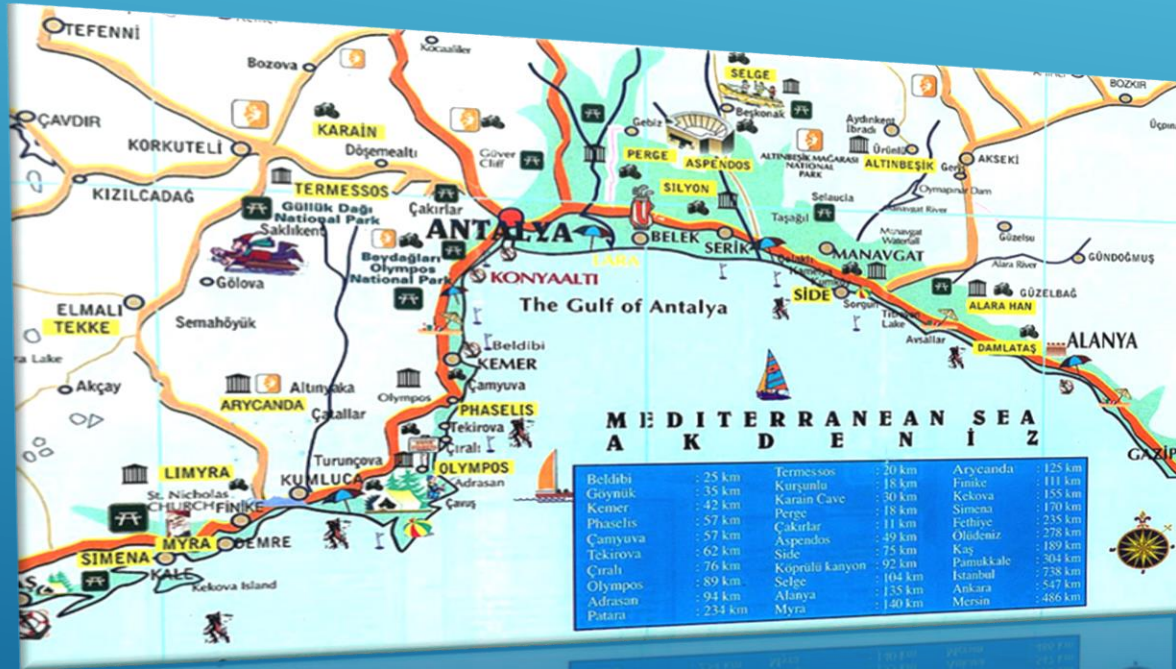 TEFENNİ
Kocaaliler
Bozova
SELGE
BOZKIR
ÇAVDIR
KARAİN
Beşkonak
Gebiz
Aydınkent
İbradı
KORKUTELİ
Döşemealtı
Güver
Cliff
PERGE
ASPENDOS
ALTINBEŞİK MAĞARASI
NATIONAL
PARK
Ürünlü
ALTINBEŞİK
AKSEKİ
KIZILCADAĞ
TERMESSOS
SILYON
Oymapınar Dam
Güllük Dağı
National Park
Çakırlar
Selaucia
Manavgat River
Saklıkent
ANTALYA
Taşağıl
Beydağları
Olympos
National Park
LARA
BELEK
SERİK
Manavgat
Waterfall
MANAVGAT
Güzelsu
GÜNDOĞMUŞ
Alara River
Gölova
KONYAALTI
SİDE
Sorgun
Titreyen
Lake
ALARA HAN
GÜZELBAĞ
ELMALI
TEKKE
Semahöyük
The Gulf of Antalya
Avsallar
DAMLATAŞ
ALANYA
Beldibi
KEMER
Akçay
Altınyaka
ARYCANDA
Çatallar
Olympos
Çamyuva
PHASELIS
Tekirova
MEDITERRANEAN SEA
AKDENİZ
Çıralı
Turunçova
OLYMPOS
Adrasan
Çavuş
LIMYRA
KUMLUCA
St. Nicholas
CHURCH
FİNİKE
MYRA
DEMRE
SIMENA
KALE
Kekova Island
Beldibi : 25 km
Göynük : 35 km
Kemer : 42 km
Phaselis : 57 km
Çamyuva : 57 km
Tekirova : 62 km
Çıralı : 76 km
Olympos : 89 km
Adrasan : 94 km
Patara : 234 km
Termessos : 20 km
Kurşunlu : 18 km
Karain Cave : 30 km
Perge : 18 km
Çakırlar : 11 km
Aspendos : 49 km
Side : 75 km
Köprülü kanyon : 92 km
Selge : 104 km
Alanya : 135 km
Myra : 140 km
Arycanda : 125 km
Finike : 111 km
Kekova : 155 km
Simena : 170 km
Fethiye : 235 km
Ölüdeniz : 278 km
Kaş : 189 km
Pamukkale : 304 km
İstanbul : 738 km
Ankara : 547 km
Mersin : 486 km